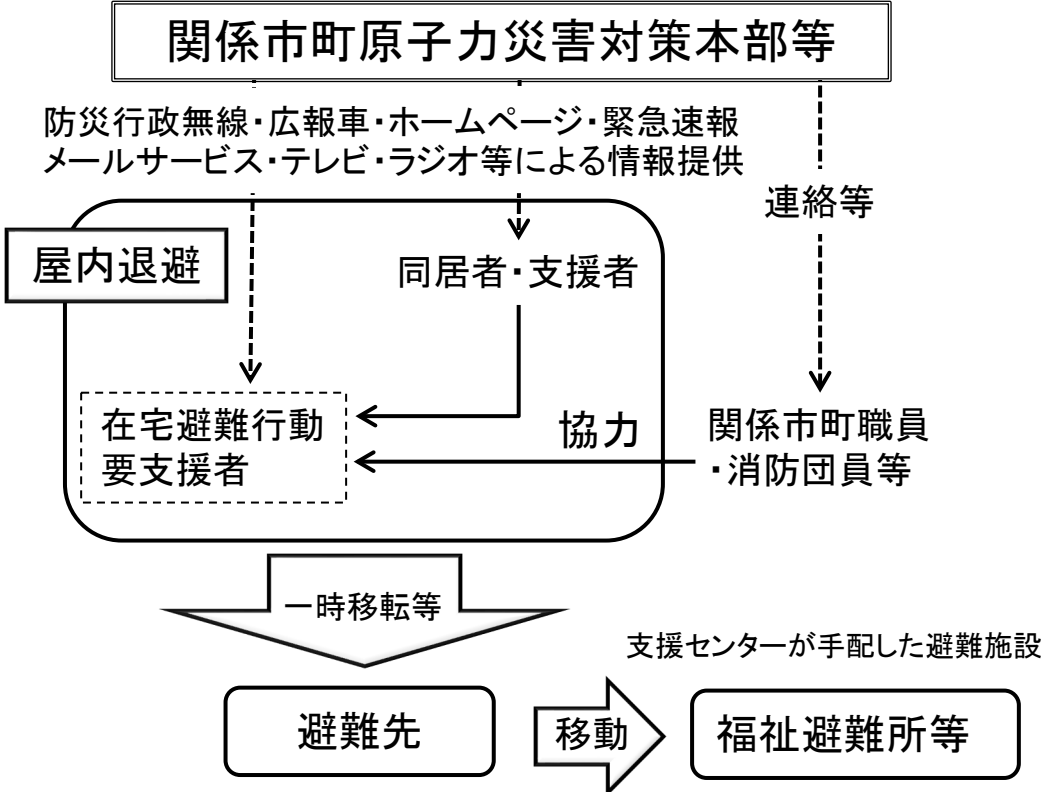 関係市町原子力災害対策本部等
防災行政無線・広報車・ホームページ・緊急速報
メールサービス・テレビ・ラジオ等による情報提供
連絡等
屋内退避
同居者・支援者
在宅避難行動
要支援者
協力
関係市町職員
・消防団員等
一時移転等
支援センターが手配した避難施設
避難先
移動
福祉避難所等